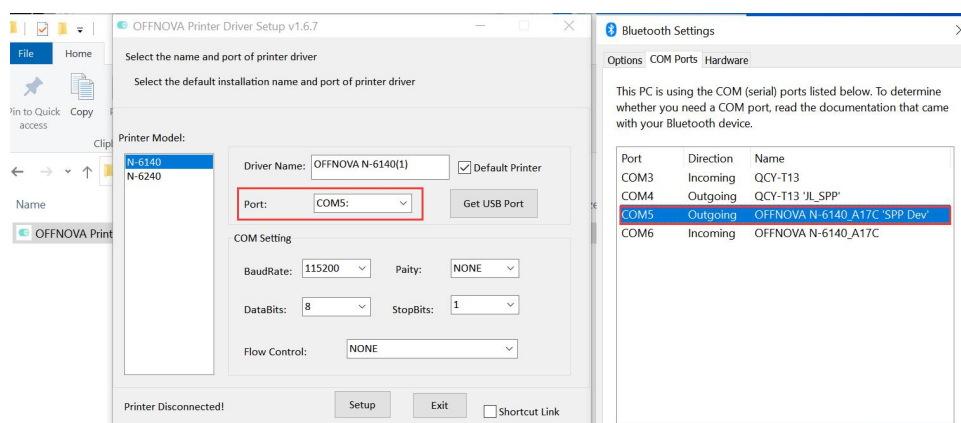 OFFNOVA Printer Driver Setup v1.6.7
File Home
Select the name and port of printer driver
Select the default installation name and port of printer driver
Pin to Quick access
Copy
Clip
Name
OFFNOVA Print
Printer Model:
N-6140
N-6240
Driver Name: OFFNOVA N-6140(1) Default Printer
Port: COM5: Get USB Port
COM Setting
BaudRate: 115200 Paity: NONE
DataBits: 8 StopBits: 1
Flow Control: NONE
Printer Disconnected! Setup Exit Shortcut Link
Bluetooth Settings
Options COM Ports Hardware
This PC is using the COM (serial) ports listed below. To determine
whether you need a COM port, read the documentation that came
with your Bluetooth device.
Port Direction Name
COM3 Incoming QCY-T13
COM4 Outgoing QCY-T13 'JL_SPP'
COM5 Outgoing OFFNOVA N-6140_A17C 'SPP Dev'
COM6 Incoming OFFNOVA N-6140_A17C